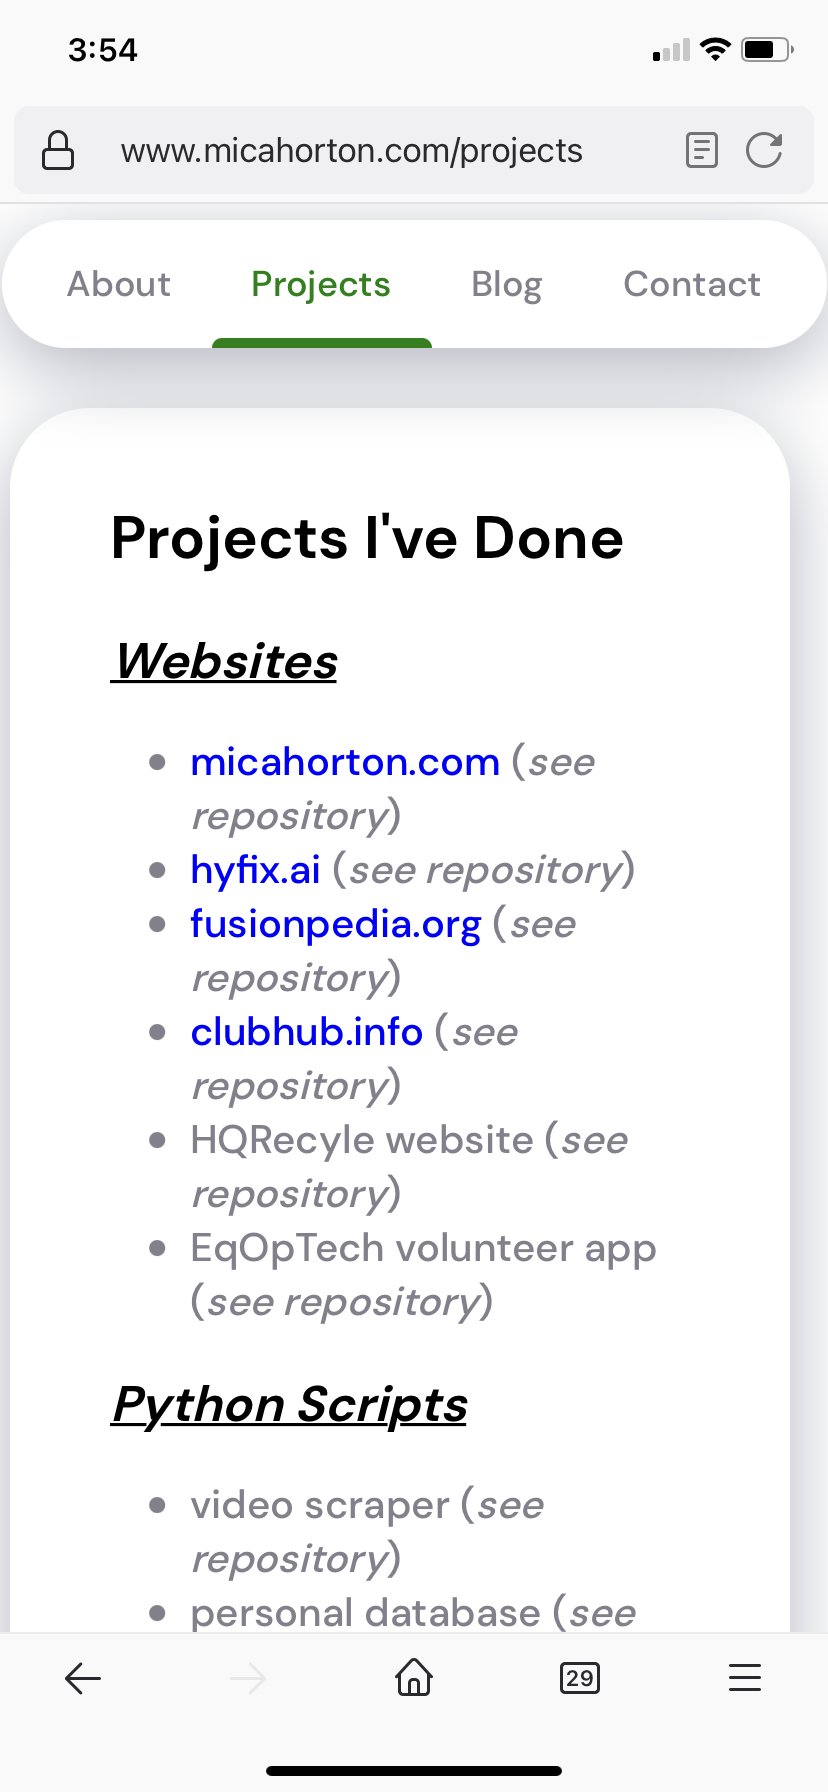 3:54
www.micahorton.com/projects
About Projects Blog Contact
Projects I've Done
Websites
micahorton.com (see
repository)
hyfix.ai (see repository)
fusionpedia.org (see
repository)
clubhub.info (see
repository)
HQRecyle website (see
repository)
EqOpTech volunteer app
(see repository)
Python Scripts
video scraper (see
repository)
personal database (see
29